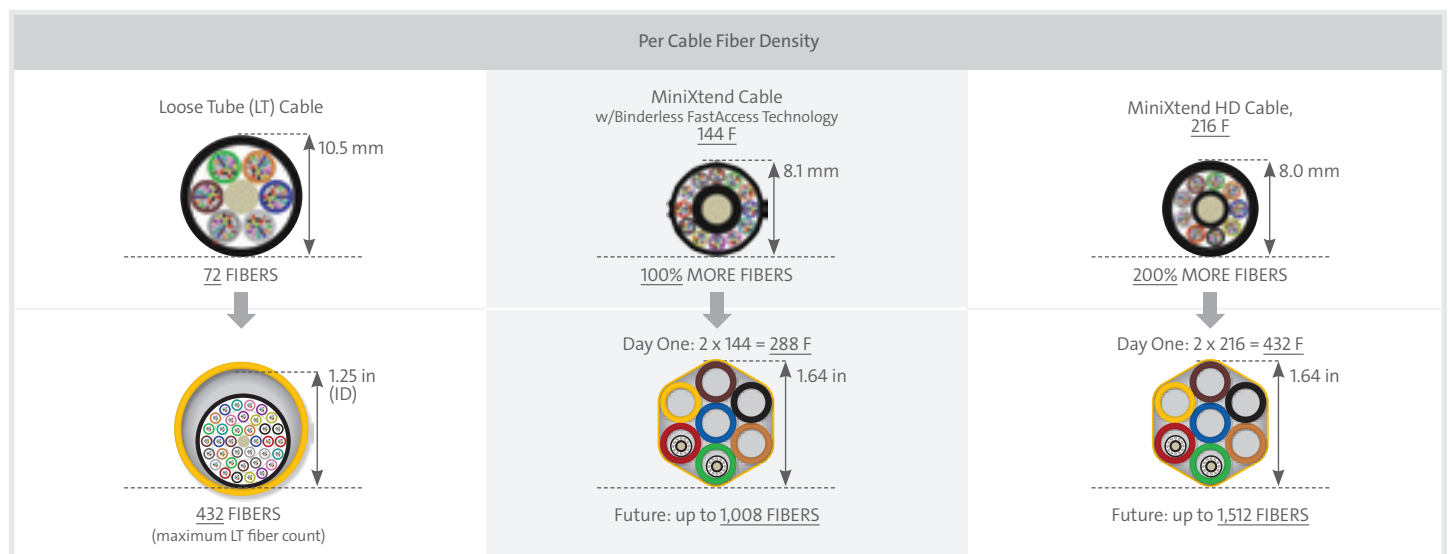 Per Cable Fiber Density
Loose Tube (LT) Cable
10.5 mm
72 FIBERS
MiniXtend Cable
w/Binderless FastAccess Technology
144 F
8.1 mm
100% MORE FIBERS
MiniXtend HD Cable,
216 F
8.0 mm
200% MORE FIBERS
1.25 in
(ID)
432 FIBERS
(maximum LT fiber count)
Day One: 2 x 144 = 288 F
1.64 in
Future: up to 1,008 FIBERS
Day One: 2 x 216 = 432 F
1.64 in
Future: up to 1,512 FIBERS